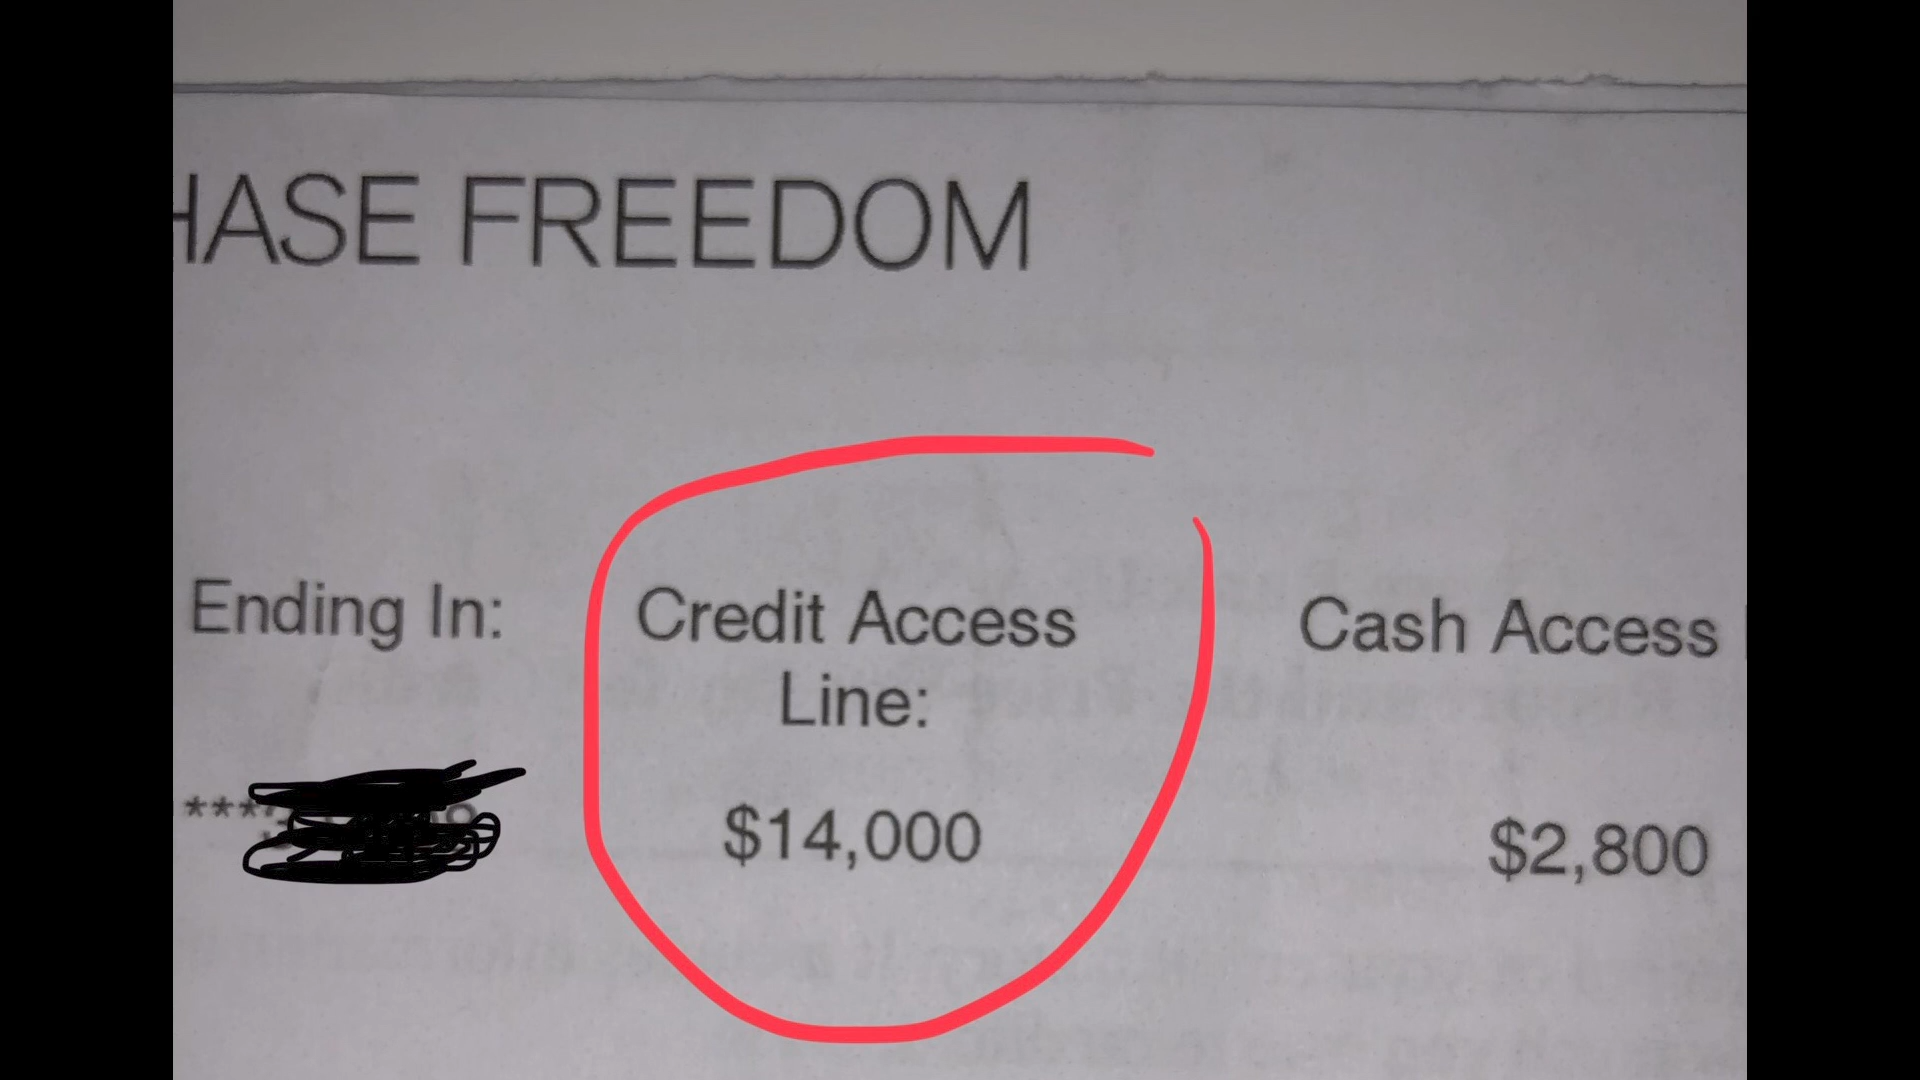 HASE FREEDOM
Ending In: Credit Access Line: Cash Access
*** $14,000 $2,800